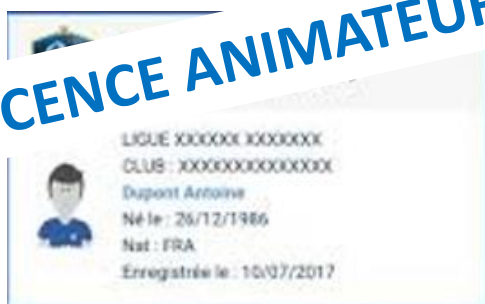 CENCE ANIMATEUR
LIGUE XXXXXX XXXXXXX
CLUB : XXXXXXXXXXXXXX
Dupont Antoine
Né le : 26/12/1986
Nat : FRA
Enregistrée le : 10/07/2017